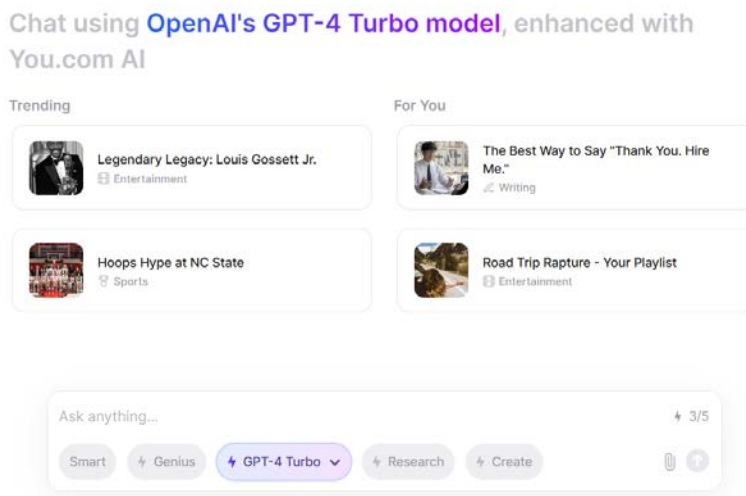 Chat using OpenAI's GPT-4 Turbo model, enhanced with
You.com AI
Trending
For You
Legendary Legacy: Louis Gossett Jr.
Entertainment
The Best Way to Say "Thank You. Hire
Me."
Writing
Hoops Hype at NC State
Sports
Road Trip Rapture - Your Playlist
Entertainment
Ask anything...
3/5
Smart
Genius
GPT-4 Turbo
Research
Create